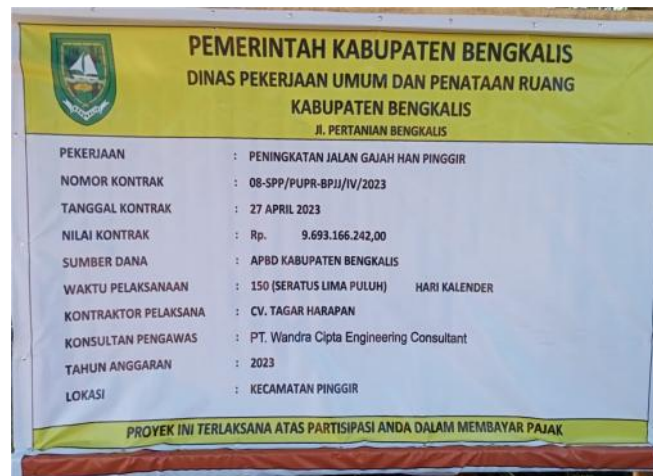 PEMERINTAH KABUPATEN BENGKALIS
DINAS PEKERJAAN UMUM DAN PENATAAN RUANG
KABUPATEN BENGKALIS
Jl. PERTANIAN BENGKALIS
PEKERJAAN : PENINGKATAN JALAN GAJAH HAN PINGGIR
NOMOR KONTRAK : 08-SPP/PUPR-BPJJ/IV/2023
TANGGAL KONTRAK : 27 APRIL 2023
NILAI KONTRAK : Rp. 9.693.166.242,00
SUMBER DANA : APBD KABUPATEN BENGKALIS
WAKTU PELAKSANAAN : 150 (SERATUS LIMA PULUH) HARI KALENDER
KONTRAKTOR PELAKSANA : CV. TAGAR HARAPAN
KONSULTAN PENGAWAS : PT. Wandra Cipta Engineering Consultant
TAHUN ANGGARAN : 2023
LOKASI : KECAMATAN PINGGIR
PROYEK INI TERLAKSANA ATAS PARTISIPASI ANDA DALAM MEMBAYAR PAJAK